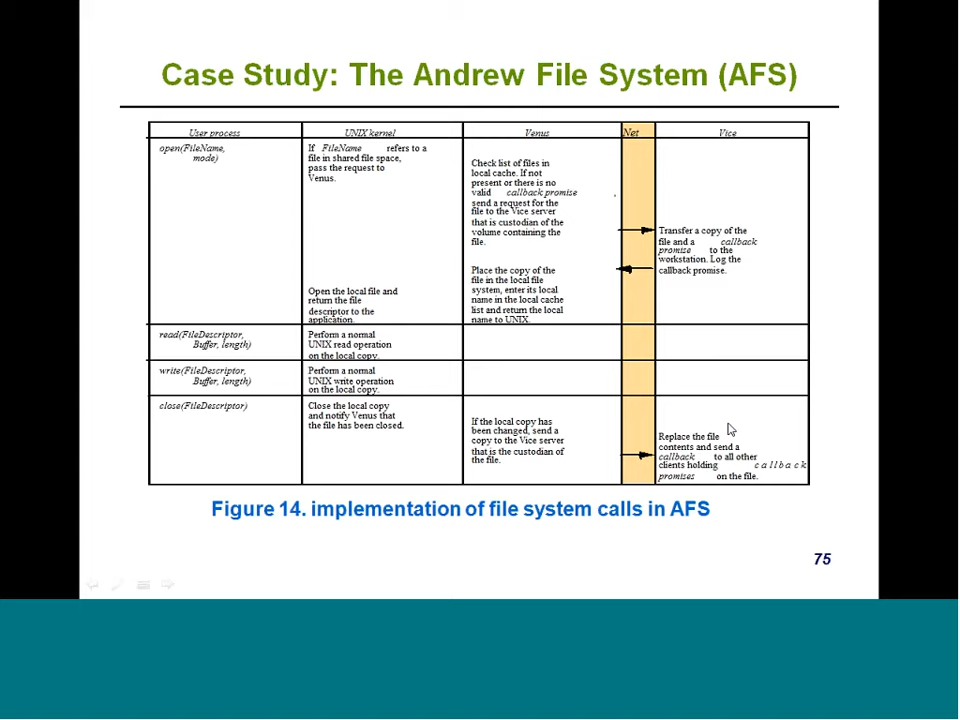 Case Study: The Andrew File System (AFS)
User process UNIX kernel Venus Net Vice
open(FileName,
mode)
If FileName refers to a
file in shared file space,
pass the request to
Venus.
Open the local file and
return the file
descriptor to the
application.
Check list of files in
local cache. If not
present or there is no
valid callback promise ,
send a request for the
file to the Vice server
that is custodian of the
volume containing the
file.
Place the copy of the
file in the local file
system, enter its local
name in the local cache
list and return the local
name to UNIX.
Transfer a copy of the
file and a callback
promise to the
workstation. Log the
callback promise.
read(FileDescriptor,
Buffer, length)
Perform a normal
UNIX read operation
on the local copy.
write(FileDescriptor,
Buffer, length)
Perform a normal
UNIX write operation
on the local copy.
close(FileDescriptor)
Close the local copy
and notify Venus that
the file has been closed.
If the local copy has
been changed, send a
copy to the Vice server
that is the custodian of
the file.
Replace the file
contents and send a
callback to all other
clients holding callback
promises on the file.
Figure 14. implementation of file system calls in AFS
75